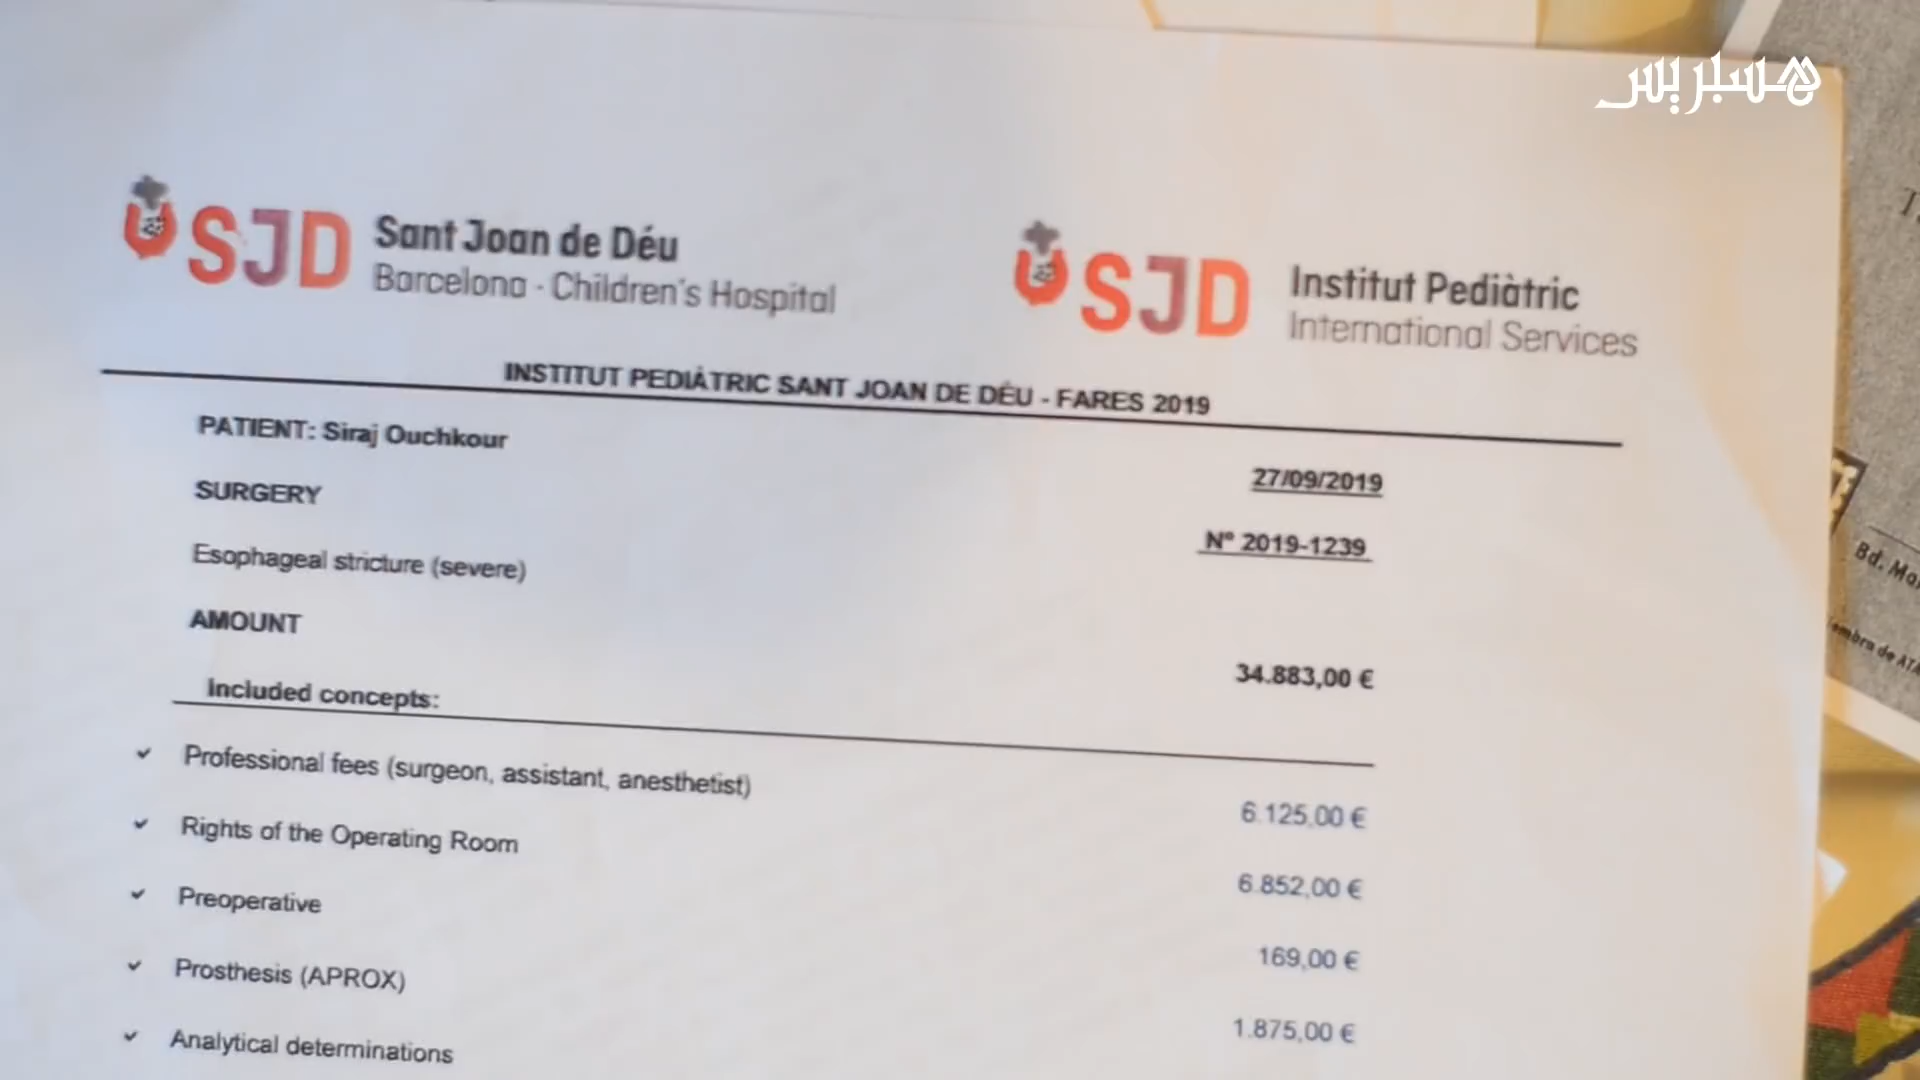 هسبريس
SJD Sant Joan de Déu
Barcelona · Children's Hospital
SJD Institut Pediàtric
International Services
INSTITUT PEDIÀTRIC SANT JOAN DE DÉU - FARES 2019
PATIENT: Siraj Ouchkour
27/09/2019
SURGERY
Nº 2019-1239
Esophageal stricture (severe)
AMOUNT
34.883,00 €
Included concepts:
Professional fees (surgeon, assistant, anesthetist)
6.125,00 €
Rights of the Operating Room
6.852,00 €
Preoperative
169,00 €
Prosthesis (APROX)
1.875,00 €
Analytical determinations
Bd.
de